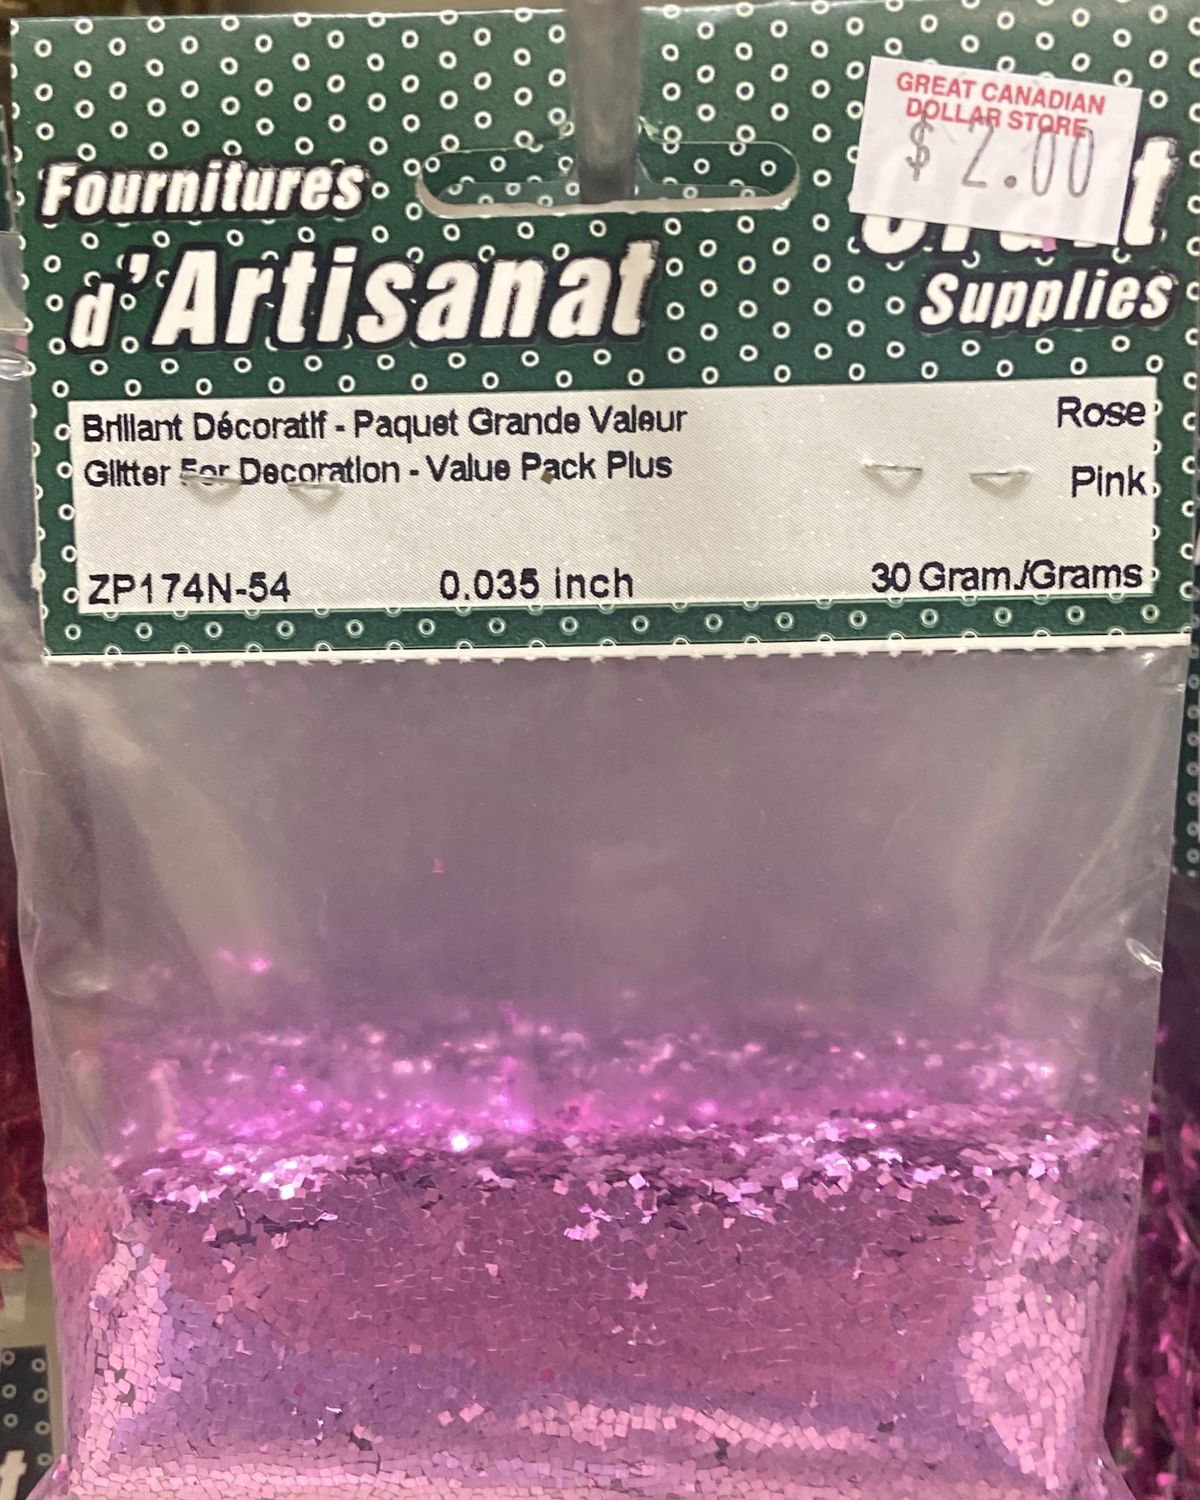 GREAT CANADIAN
DOLLAR STORE
$ 2.00
Fournitures
d'Artisanat
Supplies
Brillant Décoratif - Paquet Grande Valeur
Rose
Glitter For Decoration - Value Pack Plus
Pink
ZP174N-54
0.035 inch
30 Gram./Grams